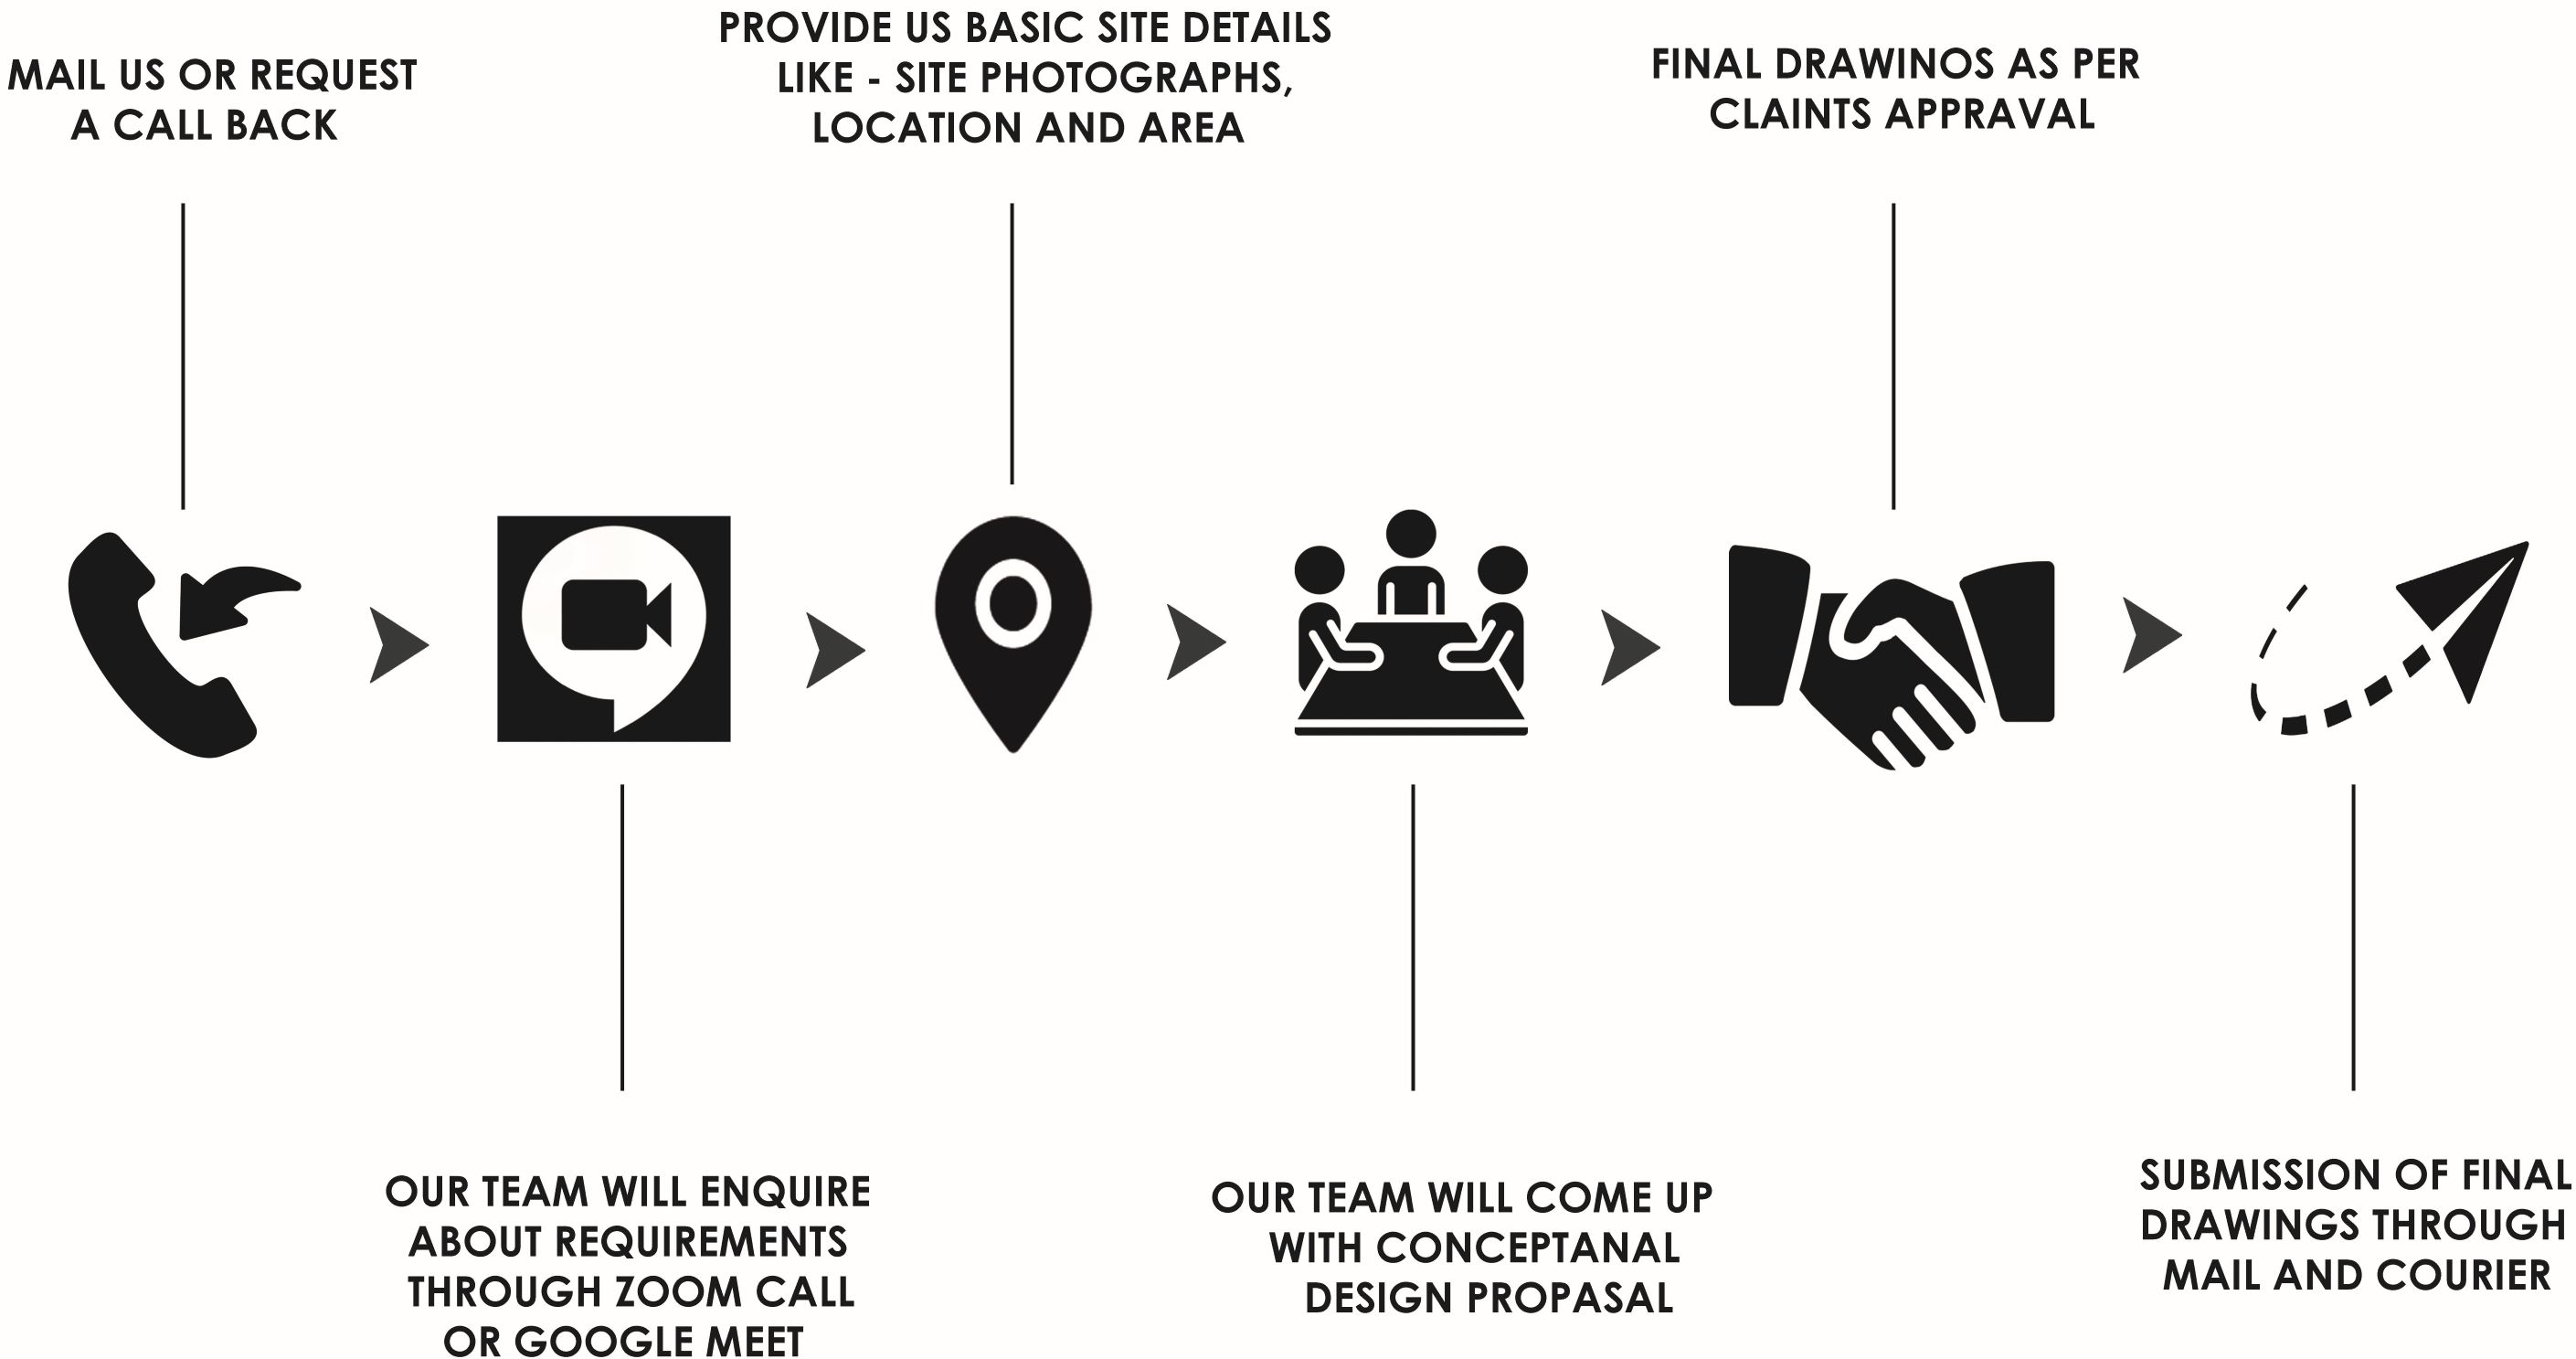 MAIL US OR REQUEST
A CALL BACK
OUR TEAM WILL ENQUIRE
ABOUT REQUIREMENTS
THROUGH ZOOM CALL
OR GOOGLE MEET
PROVIDE US BASIC SITE DETAILS
LIKE - SITE PHOTOGRAPHS,
LOCATION AND AREA
OUR TEAM WILL COME UP
WITH CONCEPTANAL
DESIGN PROPASAL
FINAL DRAWINOS AS PER
CLAINTS APPRAVAL
SUBMISSION OF FINAL
DRAWINGS THROUGH
MAIL AND COURIER